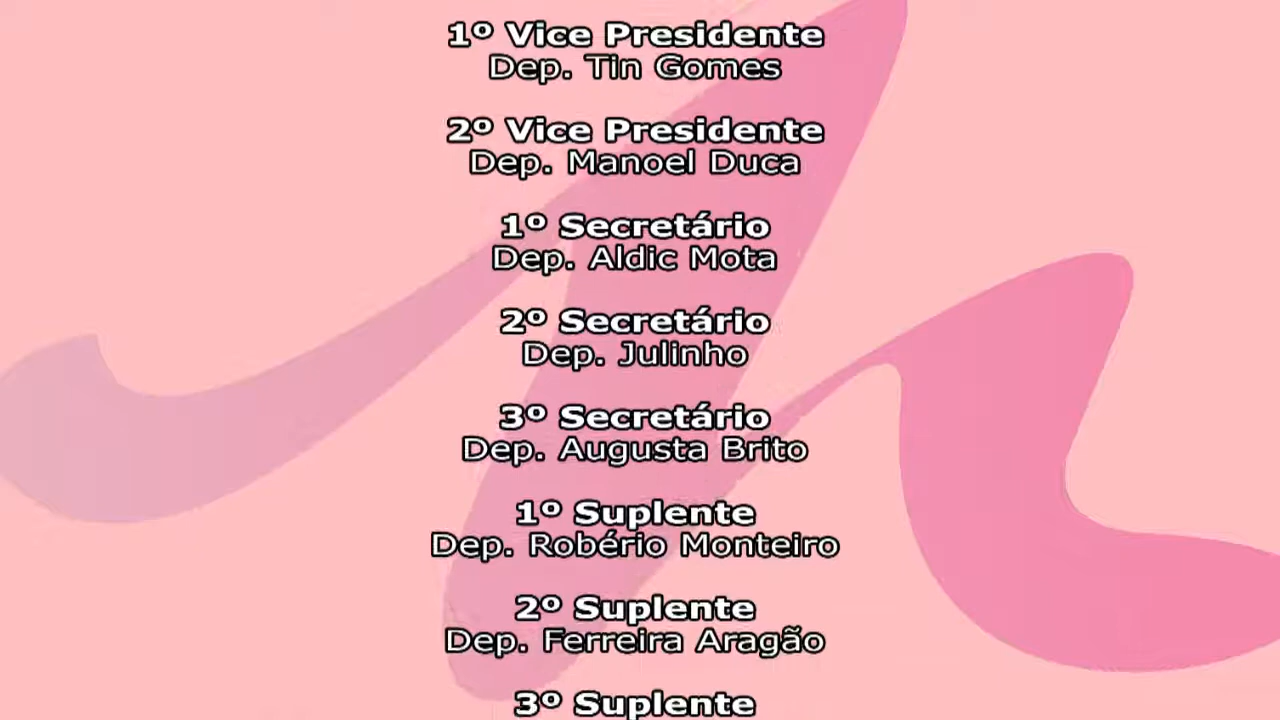 1º Vice Presidente
Dep. Tin Gomes
2º Vice Presidente
Dep. Manoel Duca
1º Secretário
Dep. Aldic Mota
2º Secretário
Dep. Julinho
3º Secretário
Dep. Augusta Brito
1º Suplente
Dep. Robério Monteiro
2º Suplente
Dep. Ferreira Aragão
3º Suplente